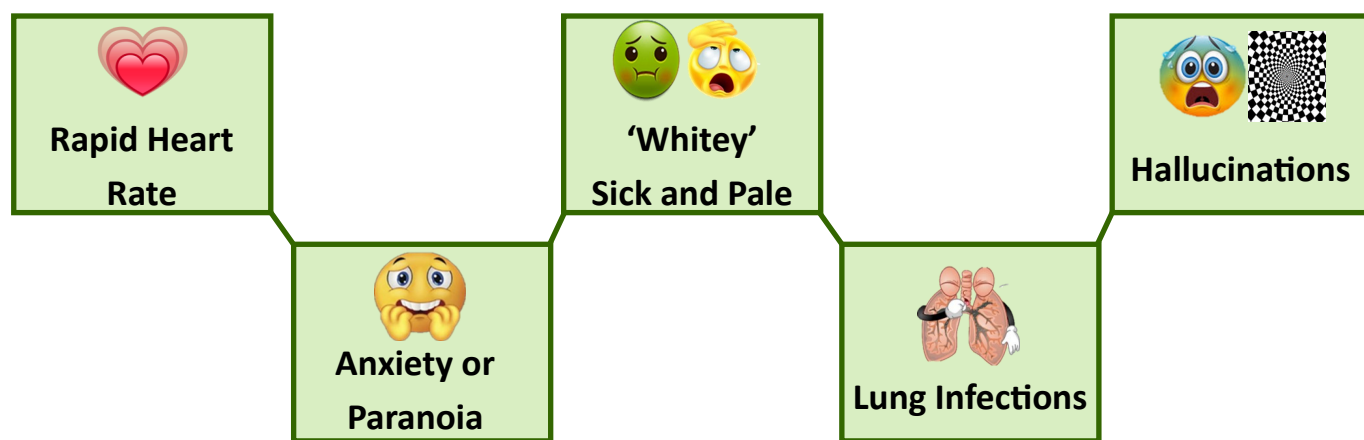 Rapid Heart
Rate
Anxiety or
Paranoia
‘Whitey’
Sick and Pale
Lung Infections
Hallucinations